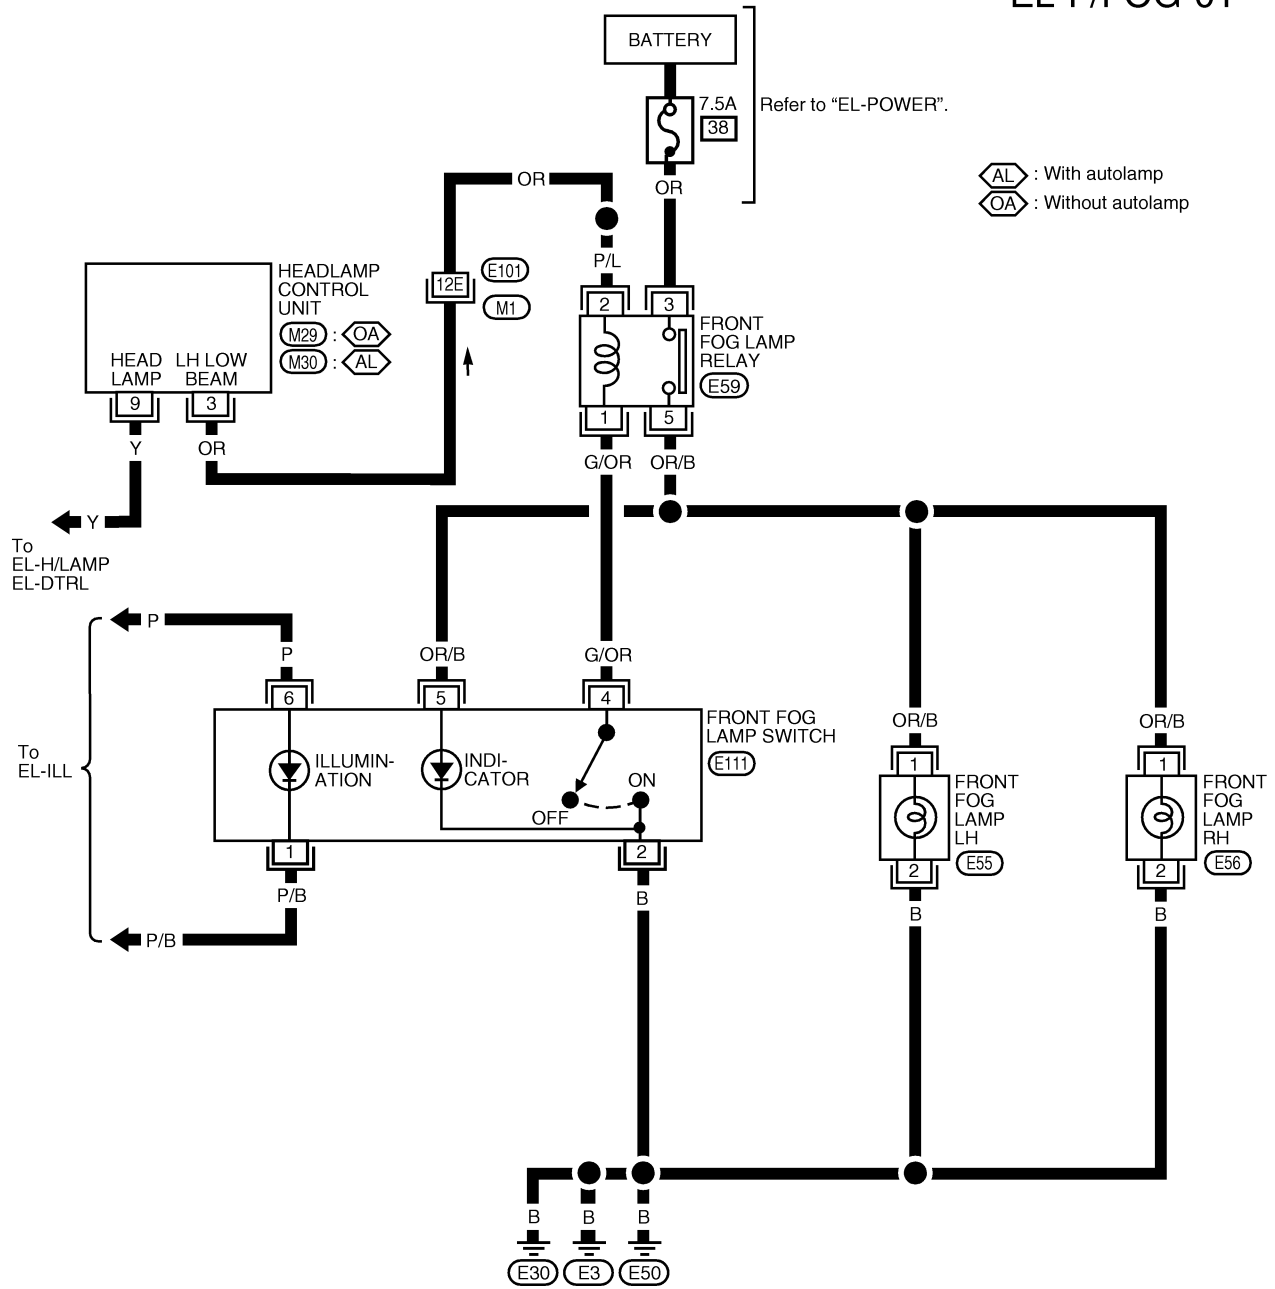 BATTERY
7.5A
38
Refer to “EL-POWER”.
AL : With autolamp
OA : Without autolamp
OR
OR
P/L
HEADLAMP
CONTROL
UNIT
M29 : OA
M30 : AL
12E
E101
M1
2
3
FRONT
FOG LAMP
RELAY
E59
HEAD
LAMP
LH LOW
BEAM
9
3
1
5
Y
OR
G/OR
OR/B
Y
To
EL-H/LAMP
EL-DTRL
P
P
OR/B
G/OR
6
5
4
FRONT FOG
LAMP SWITCH
E111
To
EL-ILL
ILLUMIN-
ATION
INDI-
CATOR
ON
OFF
1
2
P/B
B
P/B
OR/B
OR/B
1
1
FRONT
FOG
LAMP
LH
E55
FRONT
FOG
LAMP
RH
E56
2
2
B
B
B
B
B
E30
E3
E50